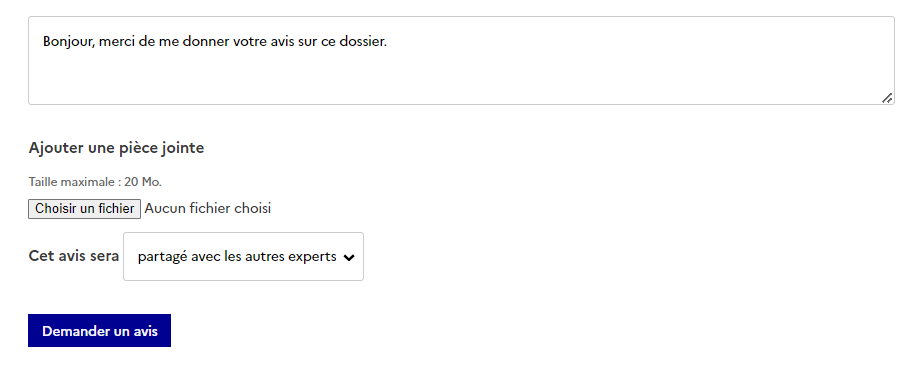 Bonjour, merci de me donner votre avis sur ce dossier.
Ajouter une pièce jointe
Taille maximale : 20 Mo.
Choisir un fichier Aucun fichier choisi
Cet avis sera partagé avec les autres experts
Demander un avis